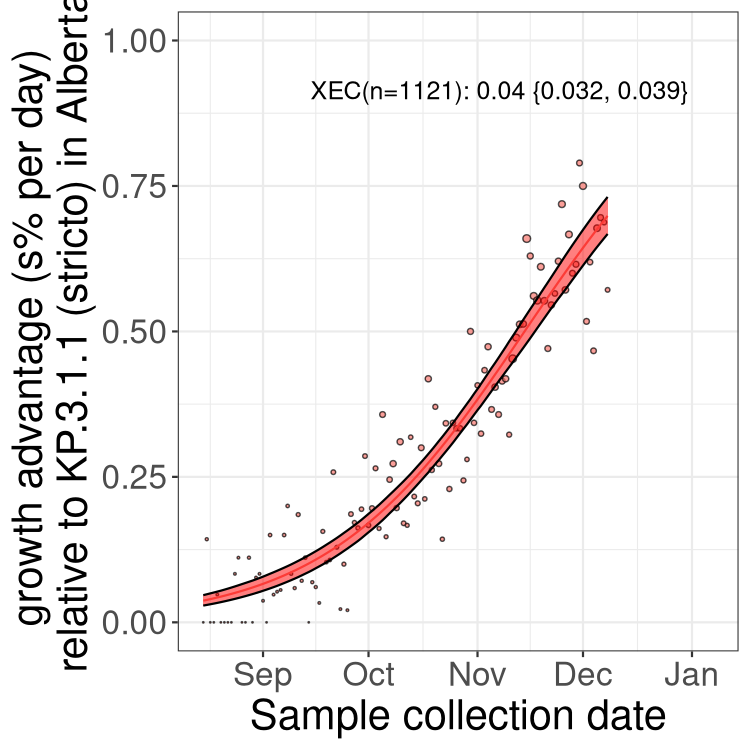 growth advantage (s% per day)
relative to KP.3.1.1 (stricto) in Alberta
1.00
XEC(n=1121): 0.04 {0.032, 0.039}
0.75
0.50
0.25
0.00
Sep Oct Nov Dec Jan
Sample collection date